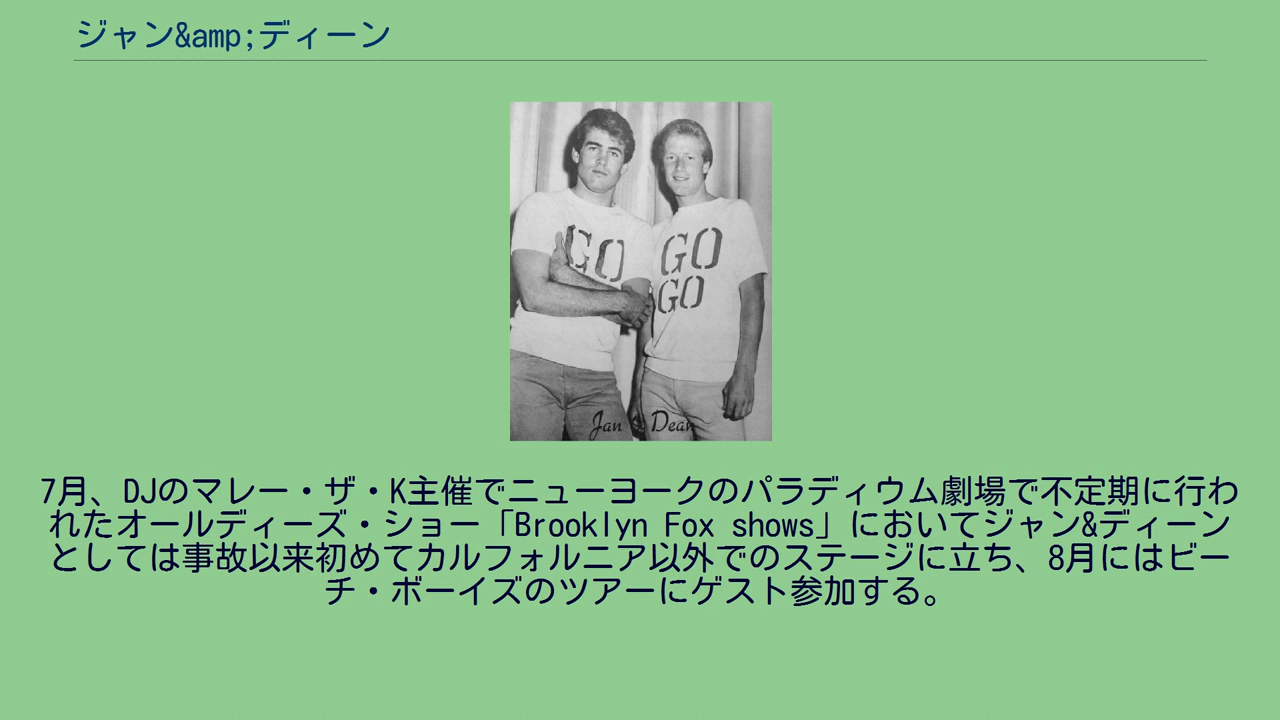 ジャン&amp;ディーン
GO
GO
GO
Jan & Dean
7月、DJのマレー・ザ・K主催でニューヨークのパラディウム劇場で不定期に行わ
れたオールディーズ・ショー「Brooklyn Fox shows」においてジャン&ディーン
としては事故以来初めてカルフォルニア以外でのステージに立ち、8月にはビー
チ・ボーイズのツアーにゲスト参加する。